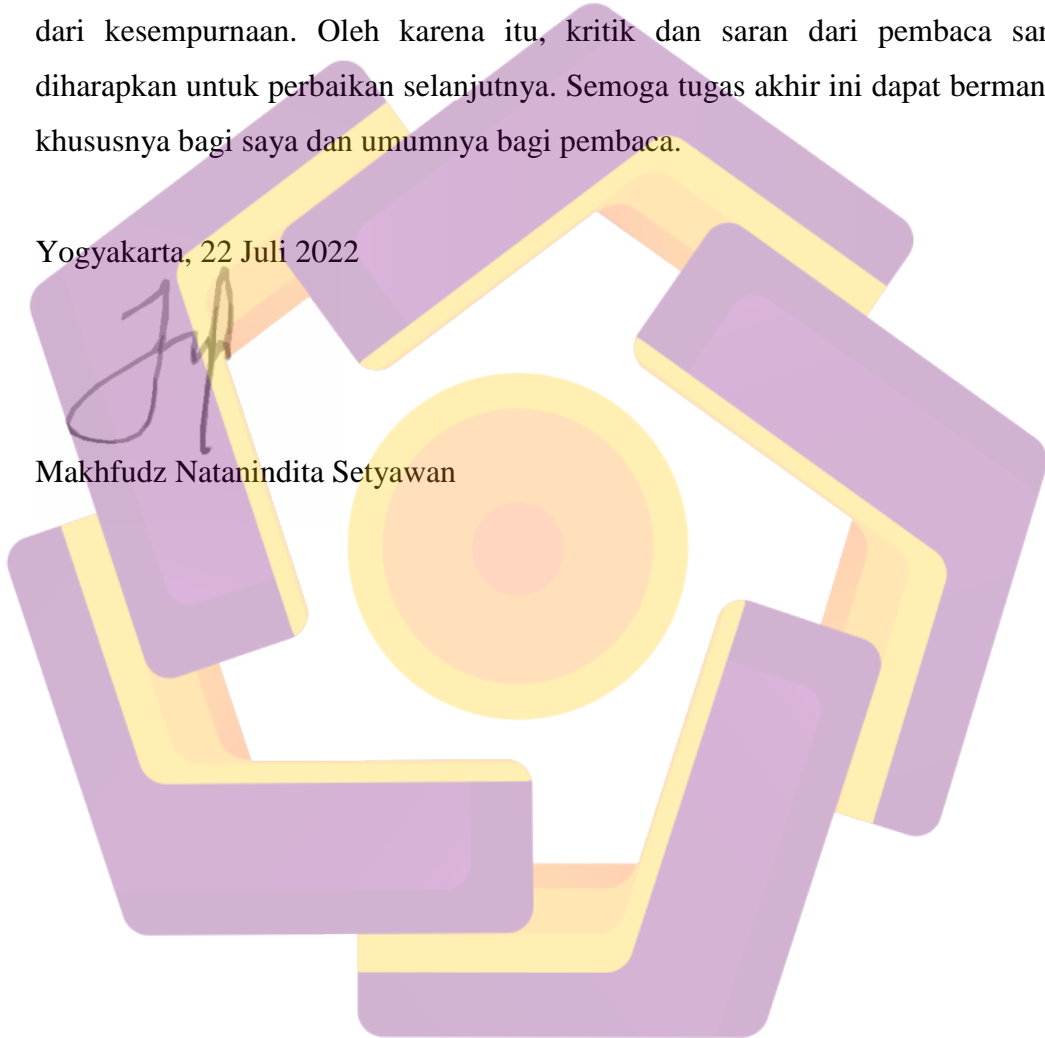 dari kesempurnaan. Oleh karena itu, kritik dan saran dari pembaca
diharapkan untuk perbaikan selanjutnya. Semoga tugas akhir ini dapat
khususnya bagi saya dan umumnya bagi pembaca.
Yogyakarta, 22 Juli 2022
Makhfudz Natanindita Setyawan